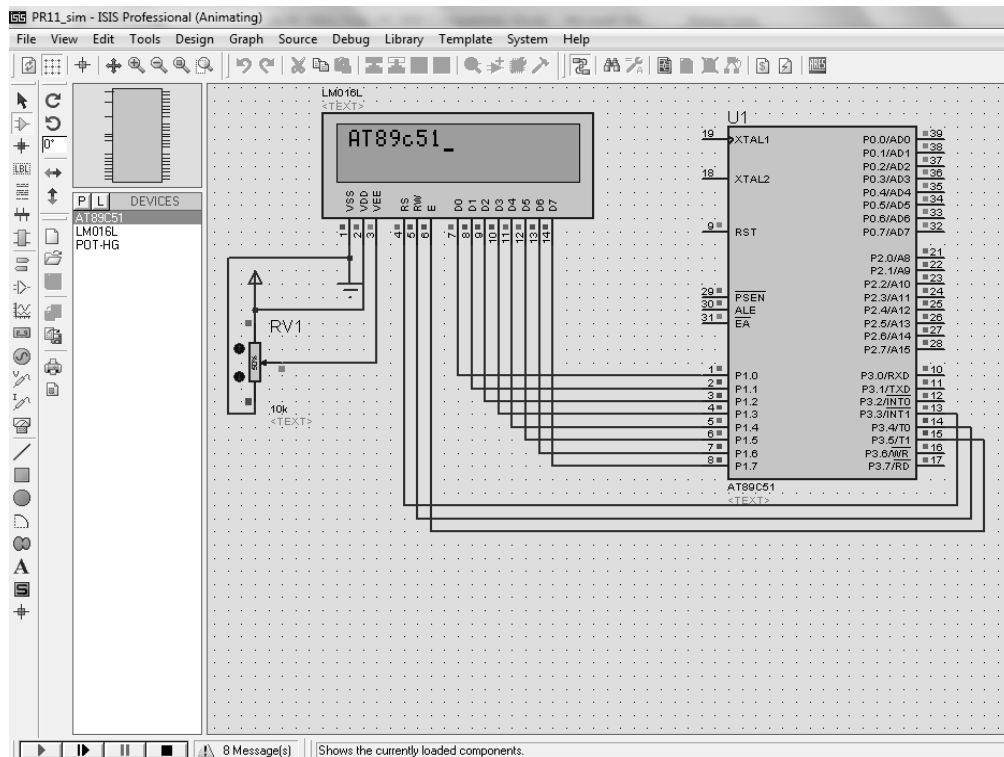 ISIS PR11_sim - ISIS Professional (Animating)
File View Edit Tools Design Graph Source Debug Library Template System Help
0°
LBL
P L DEVICES
AT89C51
LM016L
POT-HG
A
S
LM016L
<TEXT>
AT89c51_
VSS VDD VEE RS RW E D0 D1 D2 D3 D4 D5 D6 D7
1 2 3 4 5 6 7 8 9 10 11 12 13 14
RV1
50%
10k
<TEXT>
U1
19 XTAL1
18 XTAL2
9 RST
29 PSEN
30 ALE
31 EA
1 P1.0
2 P1.1
3 P1.2
4 P1.3
5 P1.4
6 P1.5
7 P1.6
8 P1.7
P0.0/AD0 39
P0.1/AD1 38
P0.2/AD2 37
P0.3/AD3 36
P0.4/AD4 35
P0.5/AD5 34
P0.6/AD6 33
P0.7/AD7 32
P2.0/A8 21
P2.1/A9 22
P2.2/A10 23
P2.3/A11 24
P2.4/A12 25
P2.5/A13 26
P2.6/A14 27
P2.7/A15 28
P3.0/RXD 10
P3.1/TXD 11
P3.2/INT0 12
P3.3/INT1 13
P3.4/T0 14
P3.5/T1 15
P3.6/WR 16
P3.7/RD 17
AT89C51
<TEXT>
8 Message(s) Shows the currently loaded components.